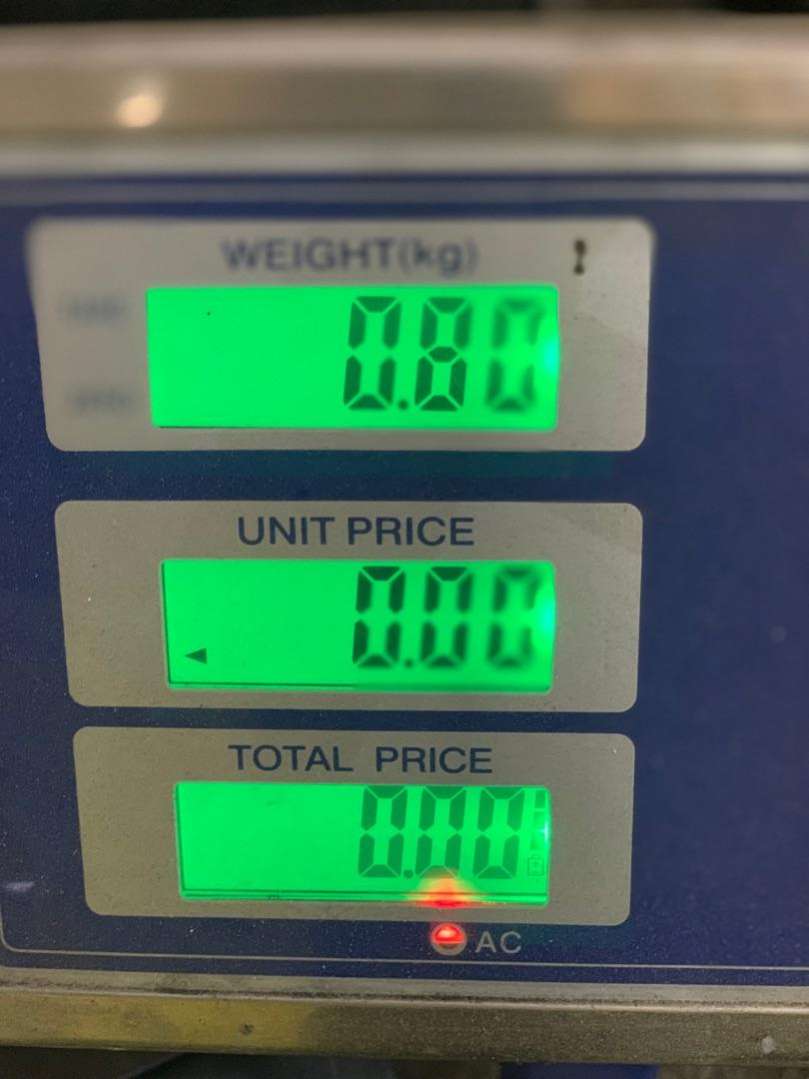 WEIGHT(kg)
0.80
UNIT PRICE
0.00
TOTAL PRICE
0.00
AC